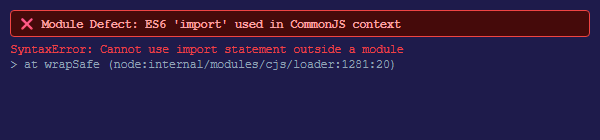 ❌ Module Defect: ES6 'import' used in CommonJS context
SyntaxError: Cannot use import statement outside a module
> at wrapSafe (node:internal/modules/cjs/loader:1281:20)